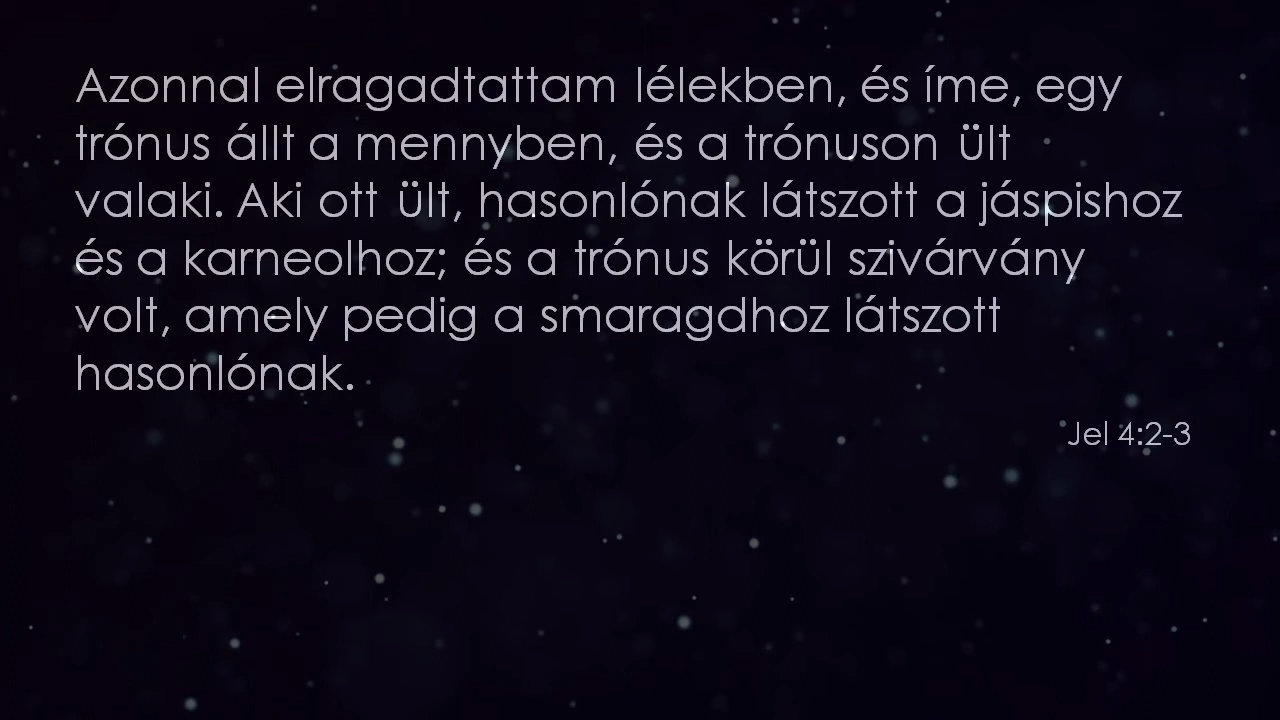 Azonnal elragadtattam lélekben, és íme, egy
trónus állt a mennyben, és a trónuson ült
valaki. Aki ott ült, hasonlónak látszott a jáspishoz
és a karneolhoz; és a trónus körül szivárvány
volt, amely pedig a smaragdhoz látszott
hasonlónak.
Jel 4:2-3